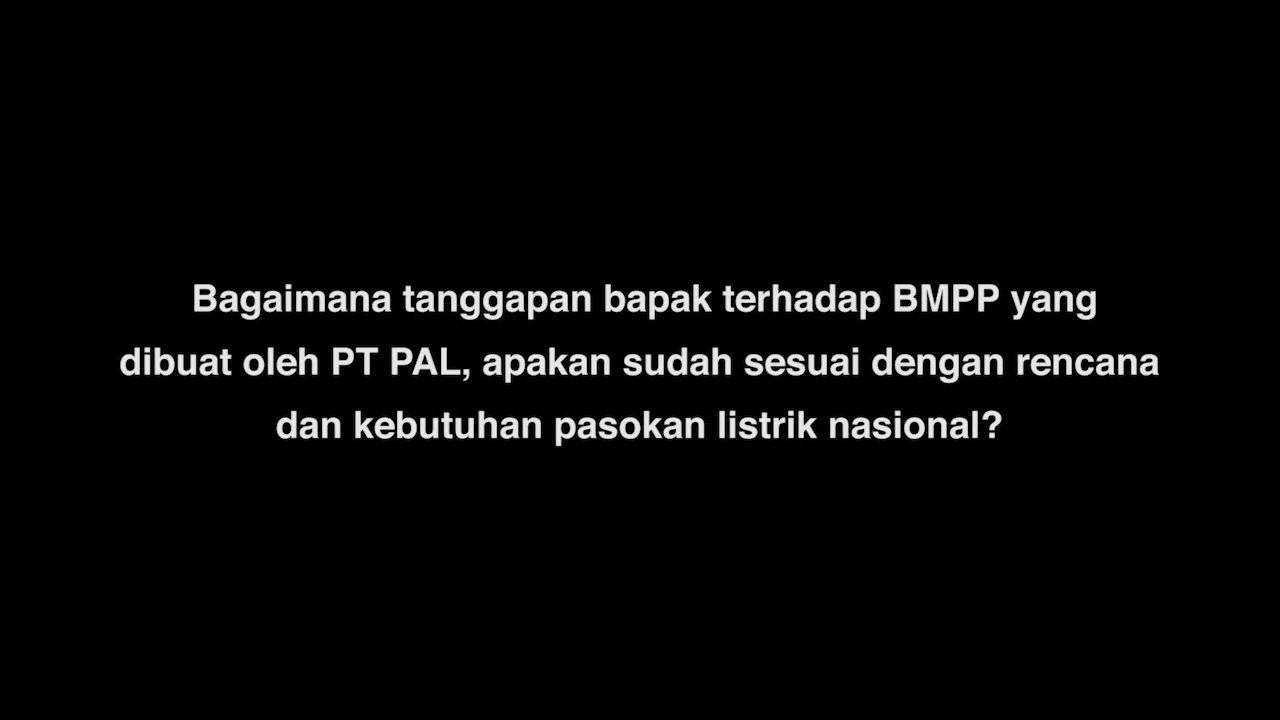 Bagaimana tanggapan bapak terhadap BMPP yang
dibuat oleh PT PAL, apakan sudah sesuai dengan rencana
dan kebutuhan pasokan listrik nasional?